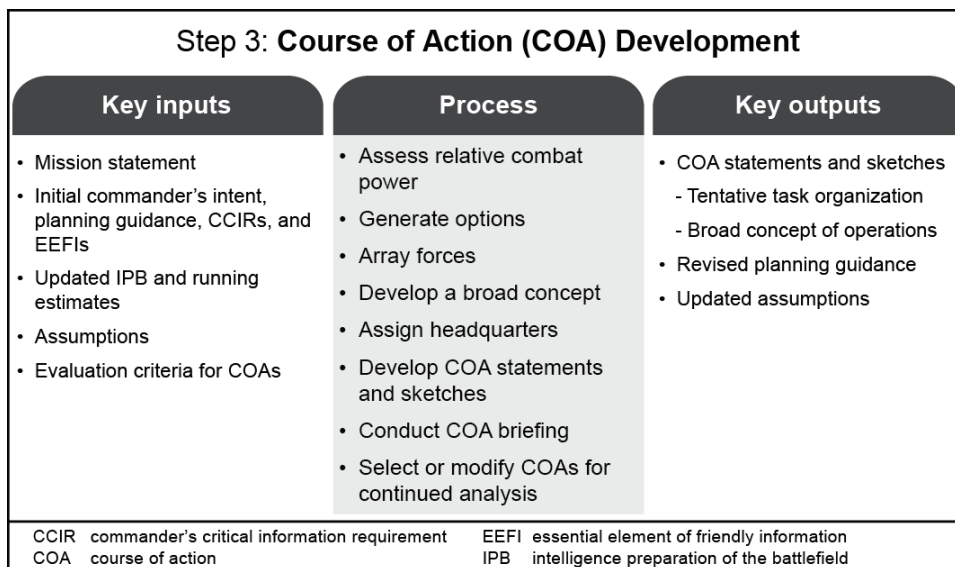 Step 3: Course of Action (COA) Development
Key inputs
• Mission statement
• Initial commander's intent,
planning guidance, CCIRs, and
EEFIs
• Updated IPB and running
estimates
• Assumptions
• Evaluation criteria for COAs
Process
• Assess relative combat
power
• Generate options
• Array forces
• Develop a broad concept
• Assign headquarters
• Develop COA statements
and sketches
• Conduct COA briefing
• Select or modify COAs for
continued analysis
Key outputs
• COA statements and sketches
- Tentative task organization
- Broad concept of operations
• Revised planning guidance
• Updated assumptions
CCIR commander's critical information requirement
COA course of action
EEFI essential element of friendly information
IPB intelligence preparation of the battlefield